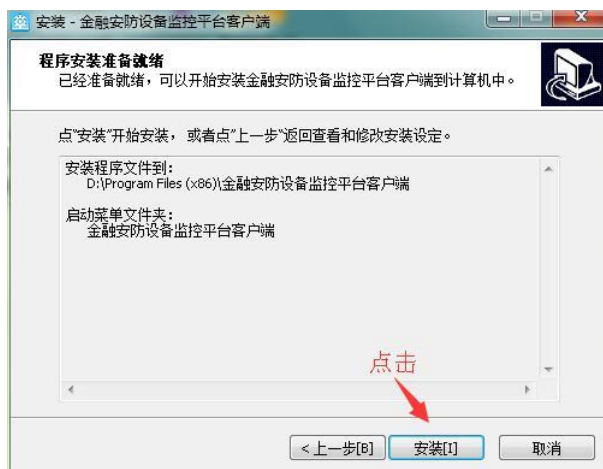 安装 - 金融安防设备监控平台客户端
程序安装准备就绪
已经准备就绪，可以开始安装金融安防设备监控平台客户端到计算机中。
点"安装"开始安装， 或者点"上一步"返回查看和修改安装设定。
安装程序文件到:
D:\Program Files (x86)\金融安防设备监控平台客户端
启动菜单文件夹:
金融安防设备监控平台客户端
点击
<上一步[B]
安装[I]
取消